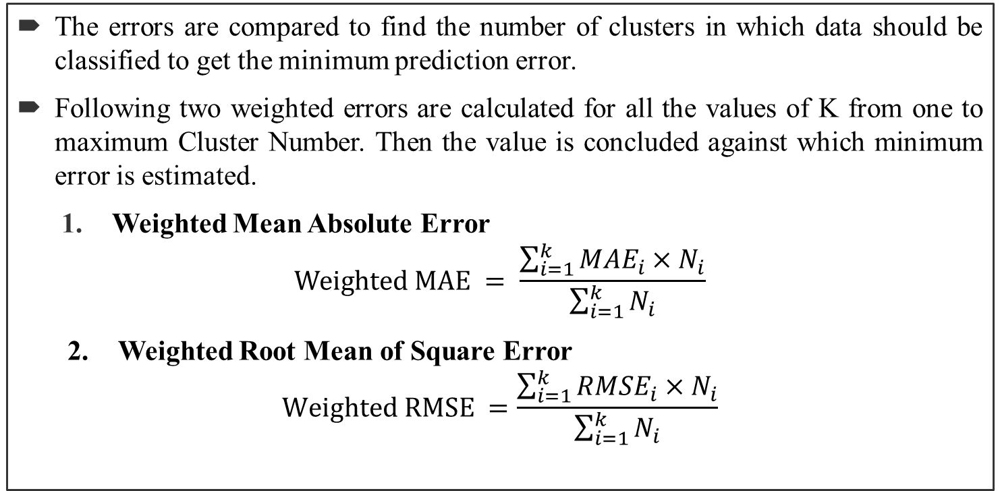 The errors are compared to find the number of clusters in which data should be
classified to get the minimum prediction error.
Following two weighted errors are calculated for all the values of K from one to
maximum Cluster Number. Then the value is concluded against which minimum
error is estimated.
1. Weighted Mean Absolute Error
Weighted MAE = \frac{\sum_{i=1}^{k} MAE_i \times N_i}{\sum_{i=1}^{k} N_i}
2. Weighted Root Mean of Square Error
Weighted RMSE = \frac{\sum_{i=1}^{k} RMSE_i \times N_i}{\sum_{i=1}^{k} N_i}